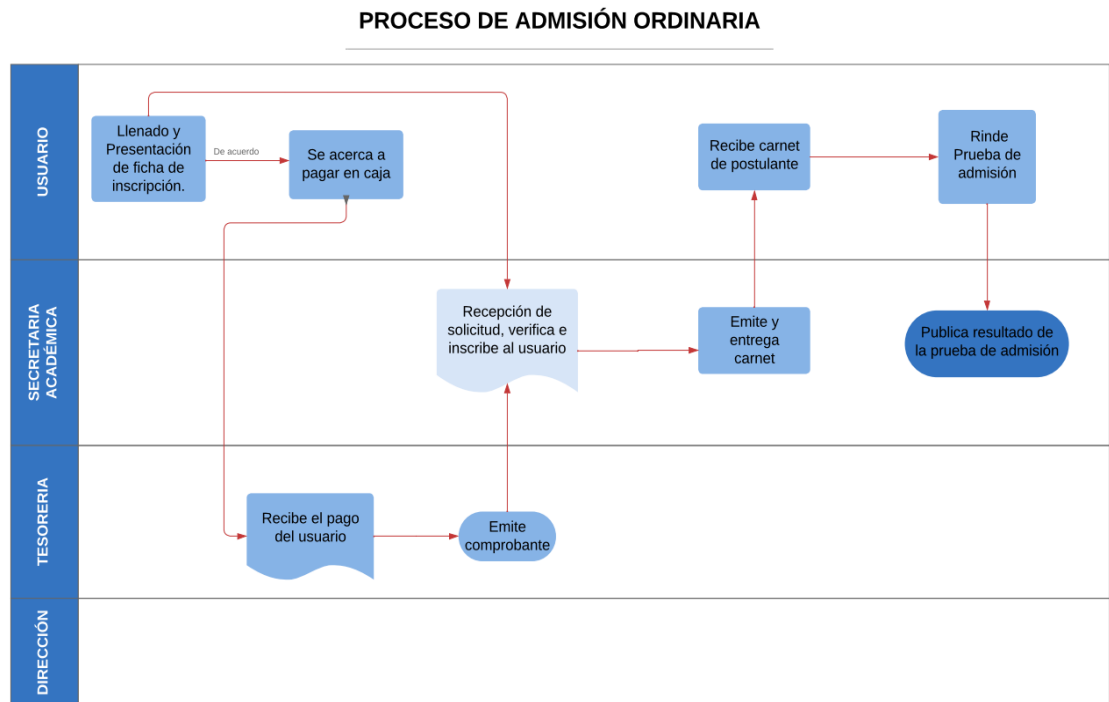 PROCESO DE ADMISIÓN ORDINARIA
USUARIO
Llenado y
Presentación
de ficha de
inscripción.
De acuerdo
Se acerca a
pagar en caja
Recibe carnet
de postulante
Rinde
Prueba de
admisión
SECRETARIA
ACADÉMICA
Recepción de
solicitud, verifica e
inscribe al usuario
Emite y
entrega
carnet
Publica resultado de
la prueba de admisión
TESORERIA
Recibe el pago
del usuario
Emite
comprobante
DIRECCIÓN